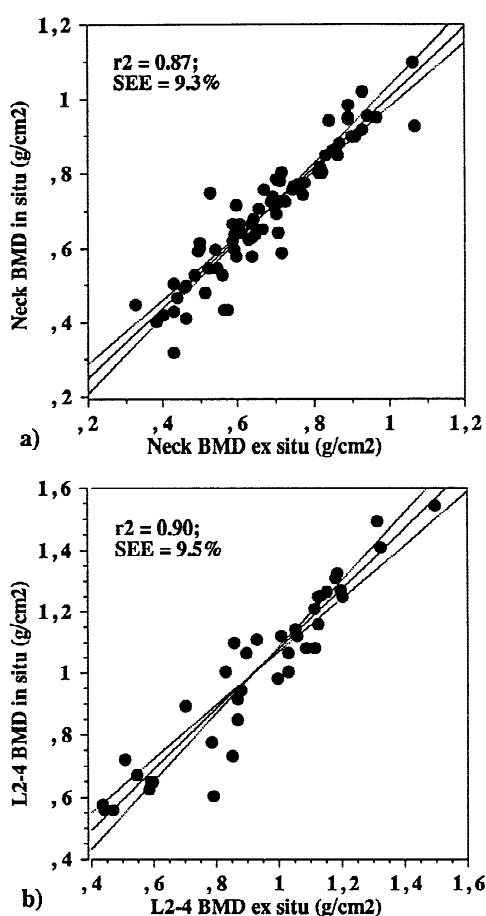 r2 = 0.87;
SEE = 9.3%
Neck BMD in situ (g/cm2)
1,2
1
,8
,6
,4
,2
,2
,4
,6
,8
1
1,2
a)
Neck BMD ex situ (g/cm2)
r2 = 0.90;
SEE = 9.5%
L2-4 BMD in situ (g/cm2)
1,6
1,4
1,2
1
,8
,6
,4
,4
,6
,8
1
1,2
1,4
1,6
b)
L2-4 BMD ex situ (g/cm2)